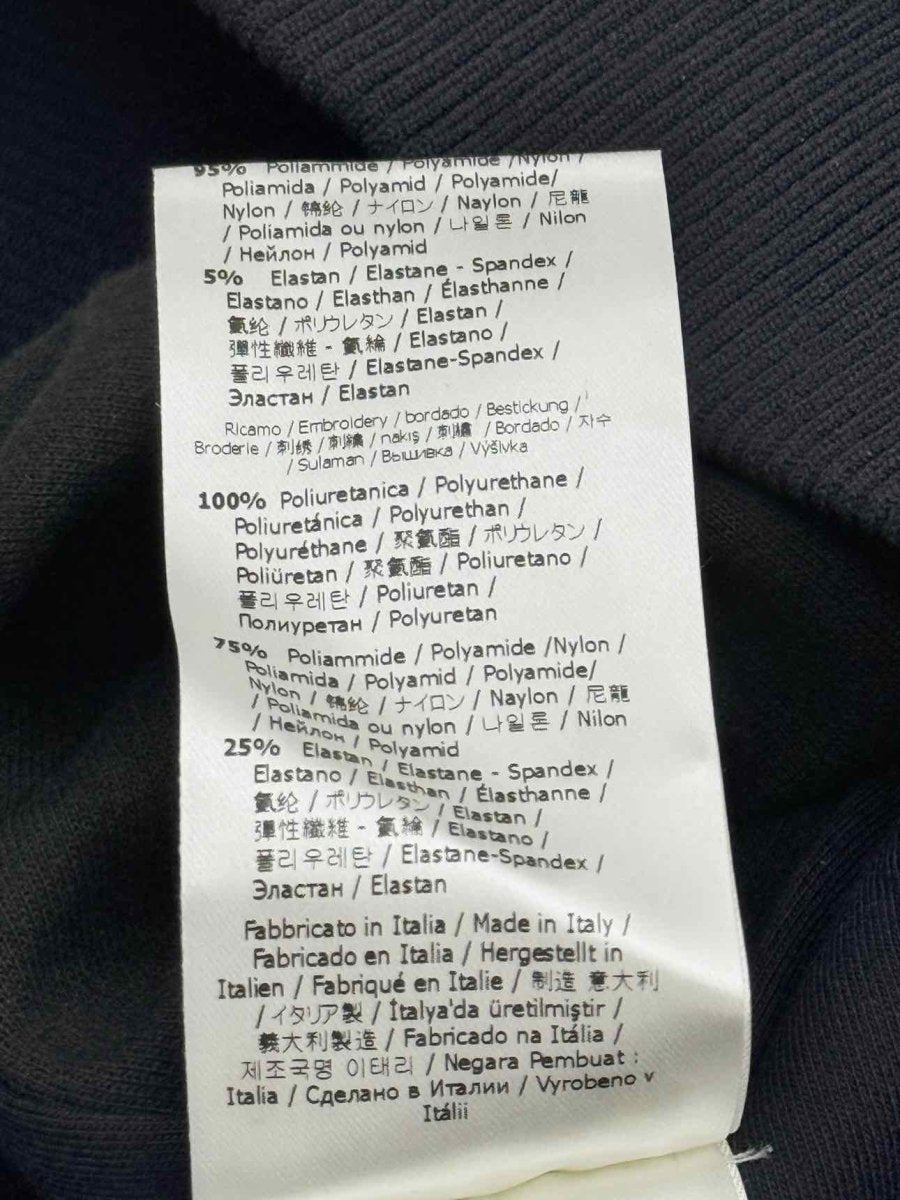 95% Poliammide / Polyamide /Nylon /
Poliamida / Polyamid / Polyamide/
Nylon / 锦纶 / ナイロン / Naylon / 尼龍
/ Poliamida ou nylon / 나일론 / Nilon
/ Нейлон / Polyamid
5% Elastan / Elastane - Spandex /
Elastano / Elasthan / Élasthanne /
氨纶 / ポリウレタン / Elastan /
彈性纖維 - 氨綸 / Elastano /
폴리우레탄 / Elastane-Spandex /
Эластан / Elastan
Ricamo / Embroidery / bordado / Bestickung /
Broderie / 刺绣 / 刺繍 / nakış / 刺繡 / Bordado / 자수
/ Sulaman / Вышивка / Výšivka
100% Poliuretanica / Polyurethane /
Poliuretánica / Polyurethan /
Polyuréthane / 聚氨酯 / ポリウレタン /
Poliüretan / 聚氨酯 / Poliuretano /
폴리우레탄 / Poliuretan /
Полиуретан / Polyuretan
75% Poliammide / Polyamide /Nylon /
Poliamida / Polyamid / Polyamide/
Nylon / 锦纶 / ナイロン / Naylon / 尼龍
/ Poliamida ou nylon / 나일론 / Nilon
/ Нейлон / Polyamid
25% Elastan / Elastane - Spandex /
Elastano / Elasthan / Élasthanne /
氨纶 / ポリウレタン / Elastan /
彈性纖維 - 氨綸 / Elastano /
폴리우레탄 / Elastane-Spandex /
Эластан / Elastan
Fabbricato in Italia / Made in Italy /
Fabricado en Italia / Hergestellt in
Italien / Fabriqué en Italie / 制造 意大利
/ イタリア製 / İtalya'da üretilmiştir /
義大利製造 / Fabricado na Itália /
제조국명 이태리 / Negara Pembuat :
Italia / Сделано в Италии / Vyrobeno v
Itálii